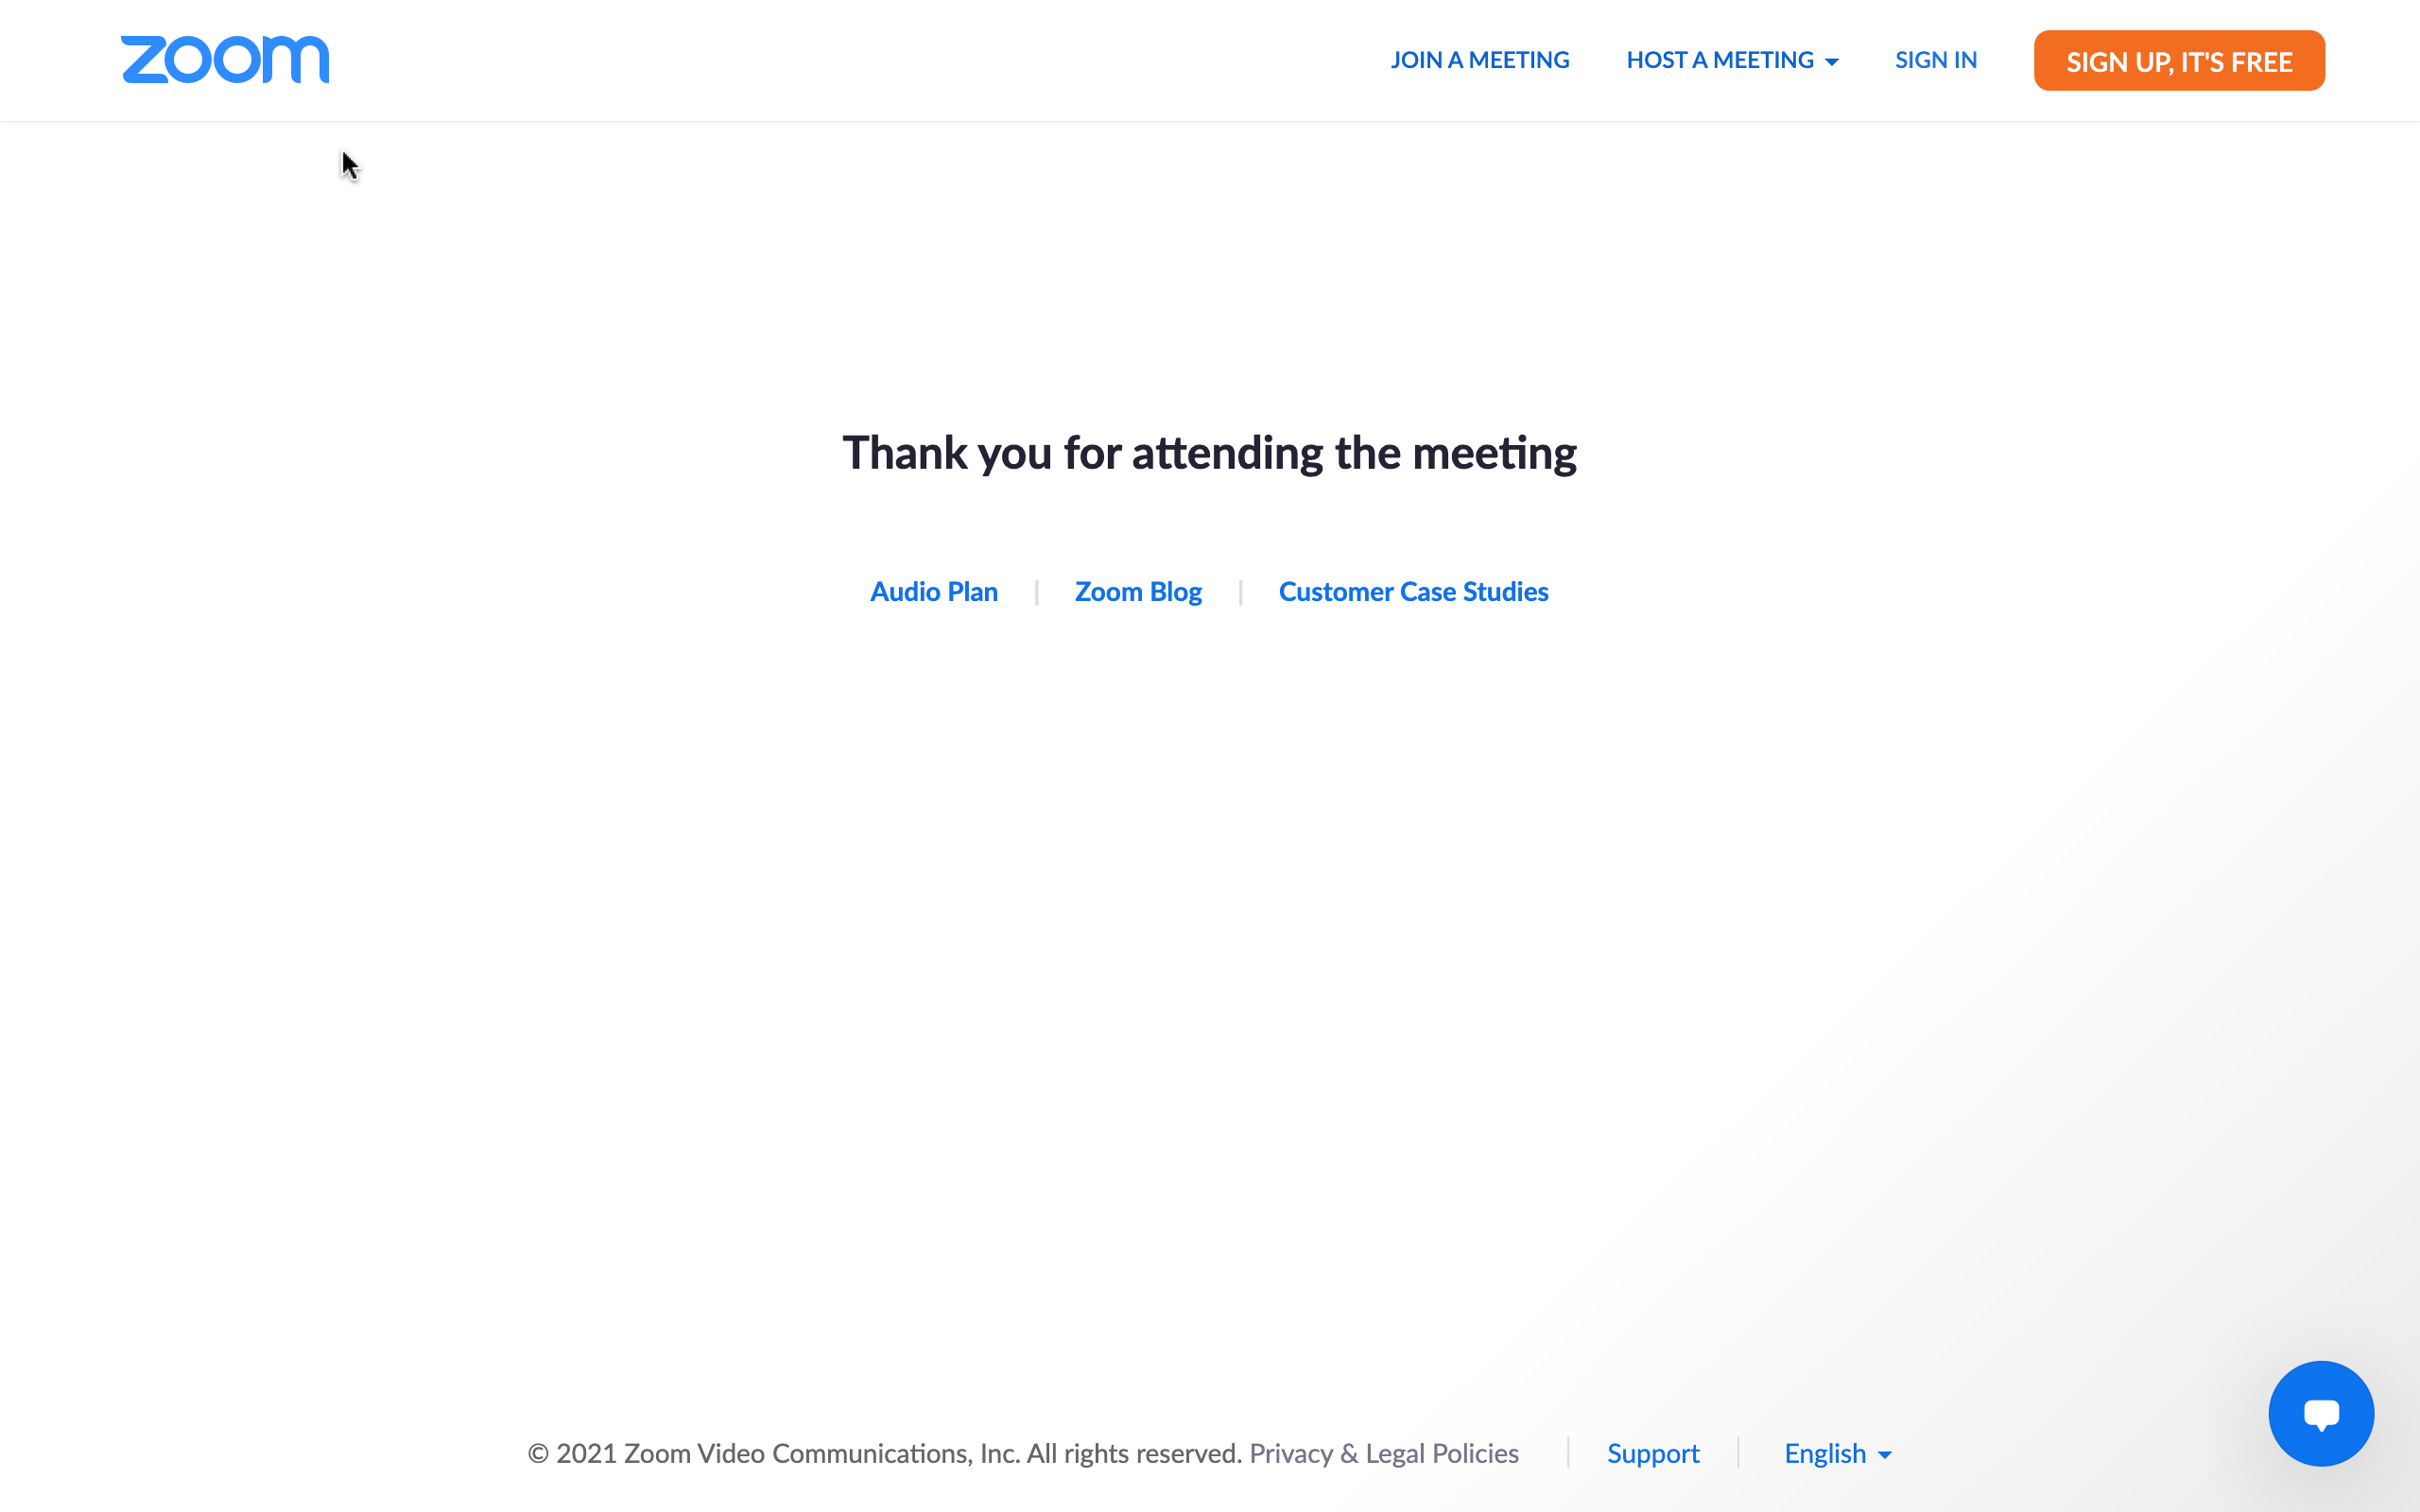 zoom
JOIN A MEETING
HOST A MEETING
SIGN IN
SIGN UP, IT'S FREE
Thank you for attending the meeting
Audio Plan | Zoom Blog | Customer Case Studies
© 2021 Zoom Video Communications, Inc. All rights reserved. Privacy & Legal Policies | Support | English